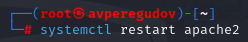 ┌──(root㉿avperegudov)-[~]
└─# systemctl restart apache2